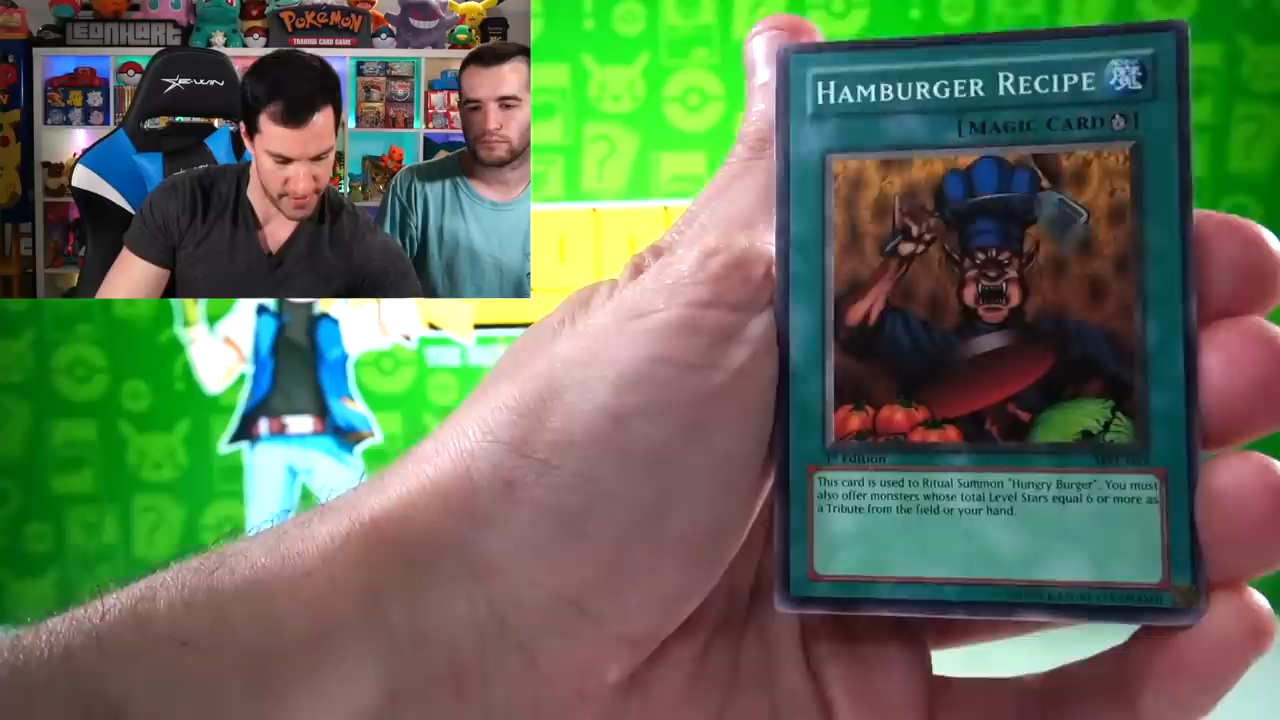 LEONHART
Pokémon
TRADING CARD GAME
E-WIN
HAMBURGER RECIPE 魔
[MAGIC CARD]
1st Edition
This card is used to Ritual Summon "Hungry Burger". You must
also offer monsters whose total Level Stars equal 6 or more as
a Tribute from the field or your hand.